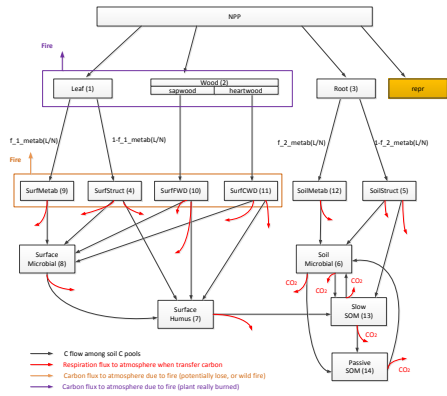 NPP
Fire
Leaf (1)
Wood (2)
sapwood
heartwood
Root (3)
repr
f_1_metab(L/N)
1-f_1_metab(L/N)
f_2_metab(L/N)
1-f_2_metab(L/N)
Fire
SurfMetab (9)
SurfStruct (4)
SurfFWD (10)
SurfCWD (11)
SoilMetab (12)
SoilStruct (5)
Surface
Microbial (8)
Soil
Microbial (6)
CO₂
CO₂
Surface
Humus (7)
Slow
SOM (13)
CO₂
Passive
SOM (14)
CO₂
C flow among soil C pools
Respiration flux to atmosphere when transfer carbon
Carbon flux to atmosphere due to fire (potentially lose, or wild fire)
Carbon flux to atmosphere due to fire (plant really burned)